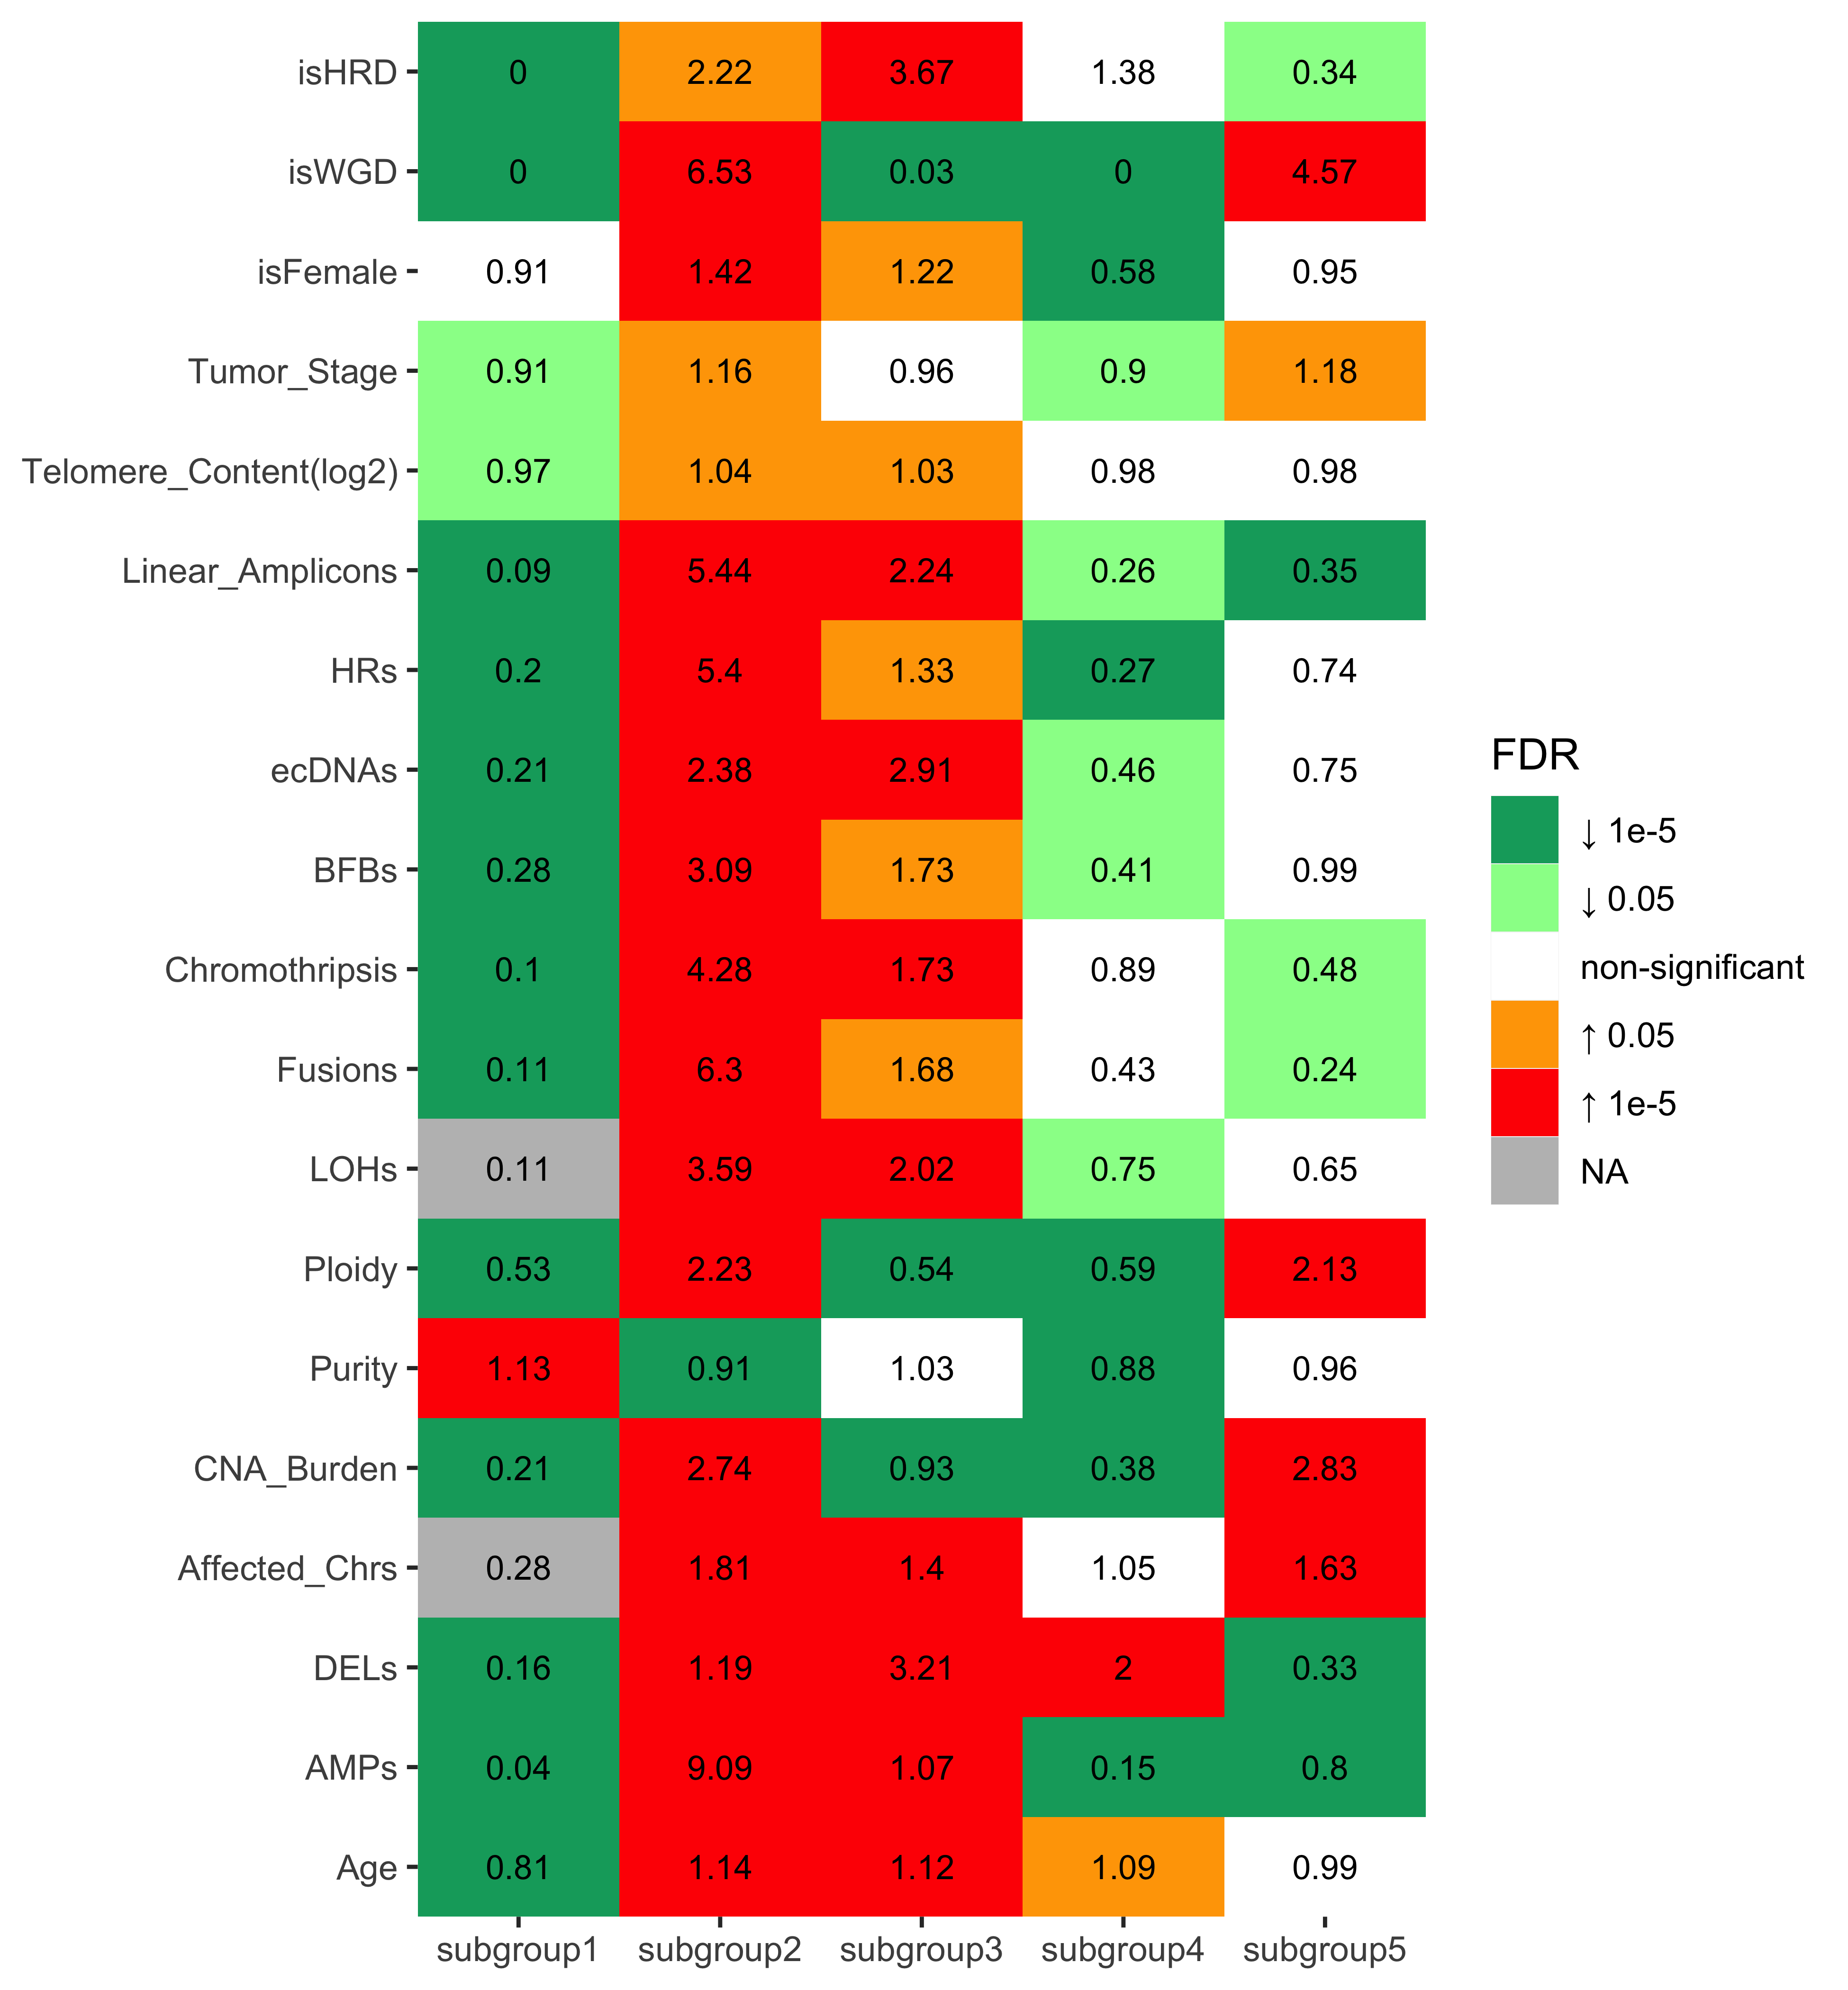 isHRD 0 2.22 3.67 1.38 0.34
isWGD 0 6.53 0.03 0 4.57
isFemale 0.91 1.42 1.22 0.58 0.95
Tumor_Stage 0.91 1.16 0.96 0.9 1.18
Telomere_Content(log2) 0.97 1.04 1.03 0.98 0.98
Linear_Amplicons 0.09 5.44 2.24 0.26 0.35
HRs 0.2 5.4 1.33 0.27 0.74
ecDNAs 0.21 2.38 2.91 0.46 0.75
BFBs 0.28 3.09 1.73 0.41 0.99
Chromothripsis 0.1 4.28 1.73 0.89 0.48
Fusions 0.11 6.3 1.68 0.43 0.24
LOHs 0.11 3.59 2.02 0.75 0.65
Ploidy 0.53 2.23 0.54 0.59 2.13
Purity 1.13 0.91 1.03 0.88 0.96
CNA_Burden 0.21 2.74 0.93 0.38 2.83
Affected_Chrs 0.28 1.81 1.4 1.05 1.63
DELs 0.16 1.19 3.21 2 0.33
AMPs 0.04 9.09 1.07 0.15 0.8
Age 0.81 1.14 1.12 1.09 0.99
subgroup1 subgroup2 subgroup3 subgroup4 subgroup5
FDR
↓ 1e-5
↓ 0.05
non-significant
↑ 0.05
↑ 1e-5
NA